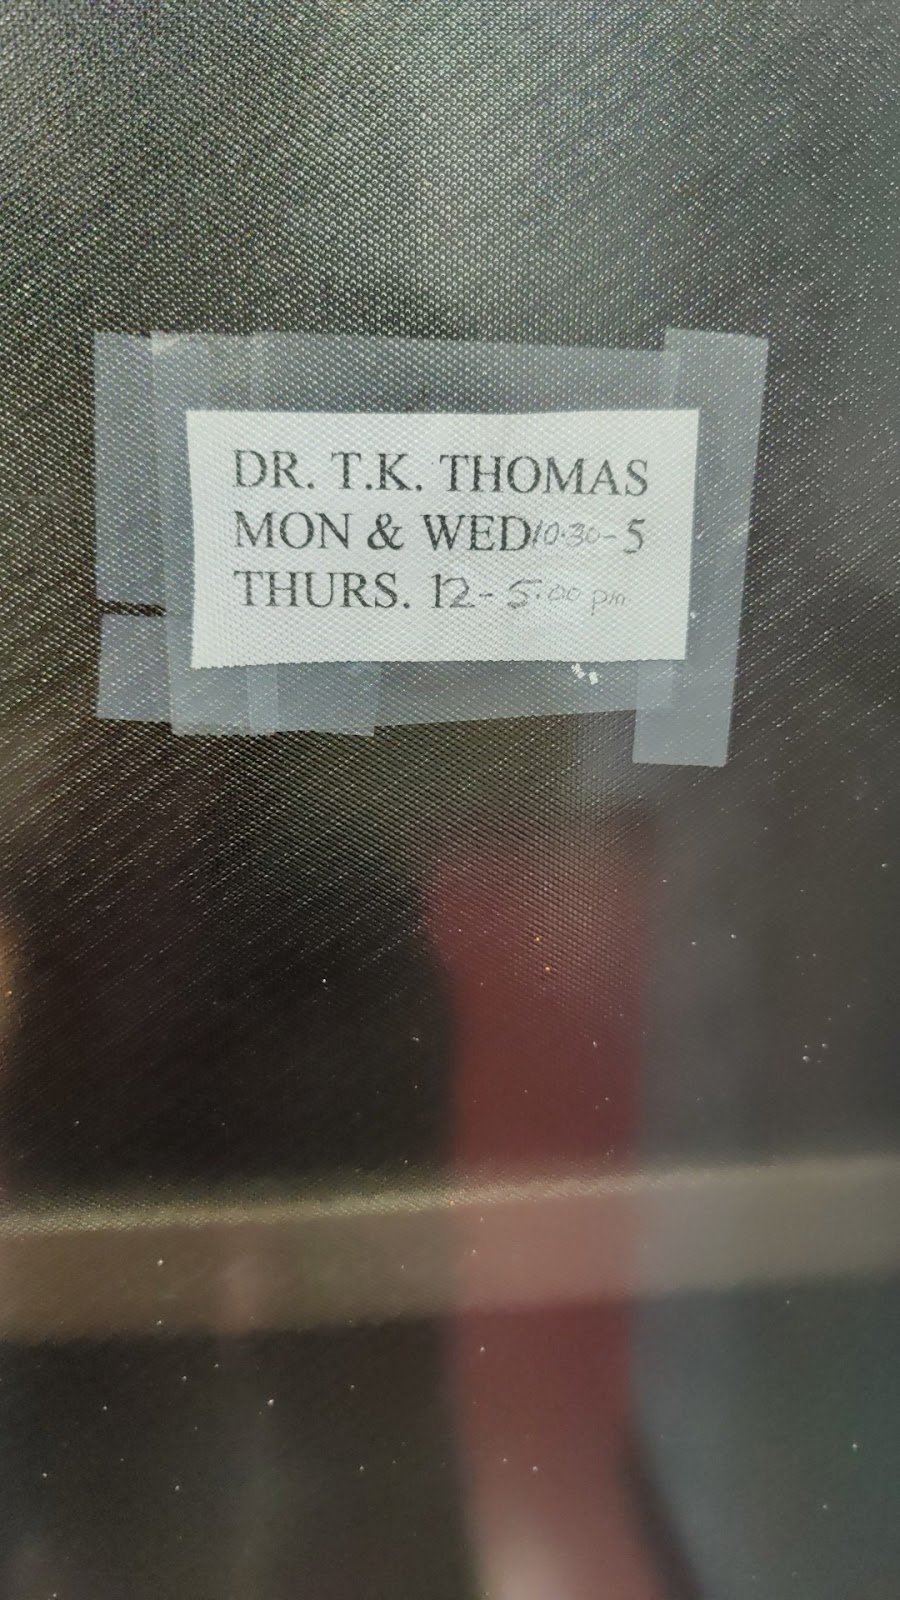 DR. T.K. THOMAS
MON & WED 10·30-5
THURS. 12-5·00 pm